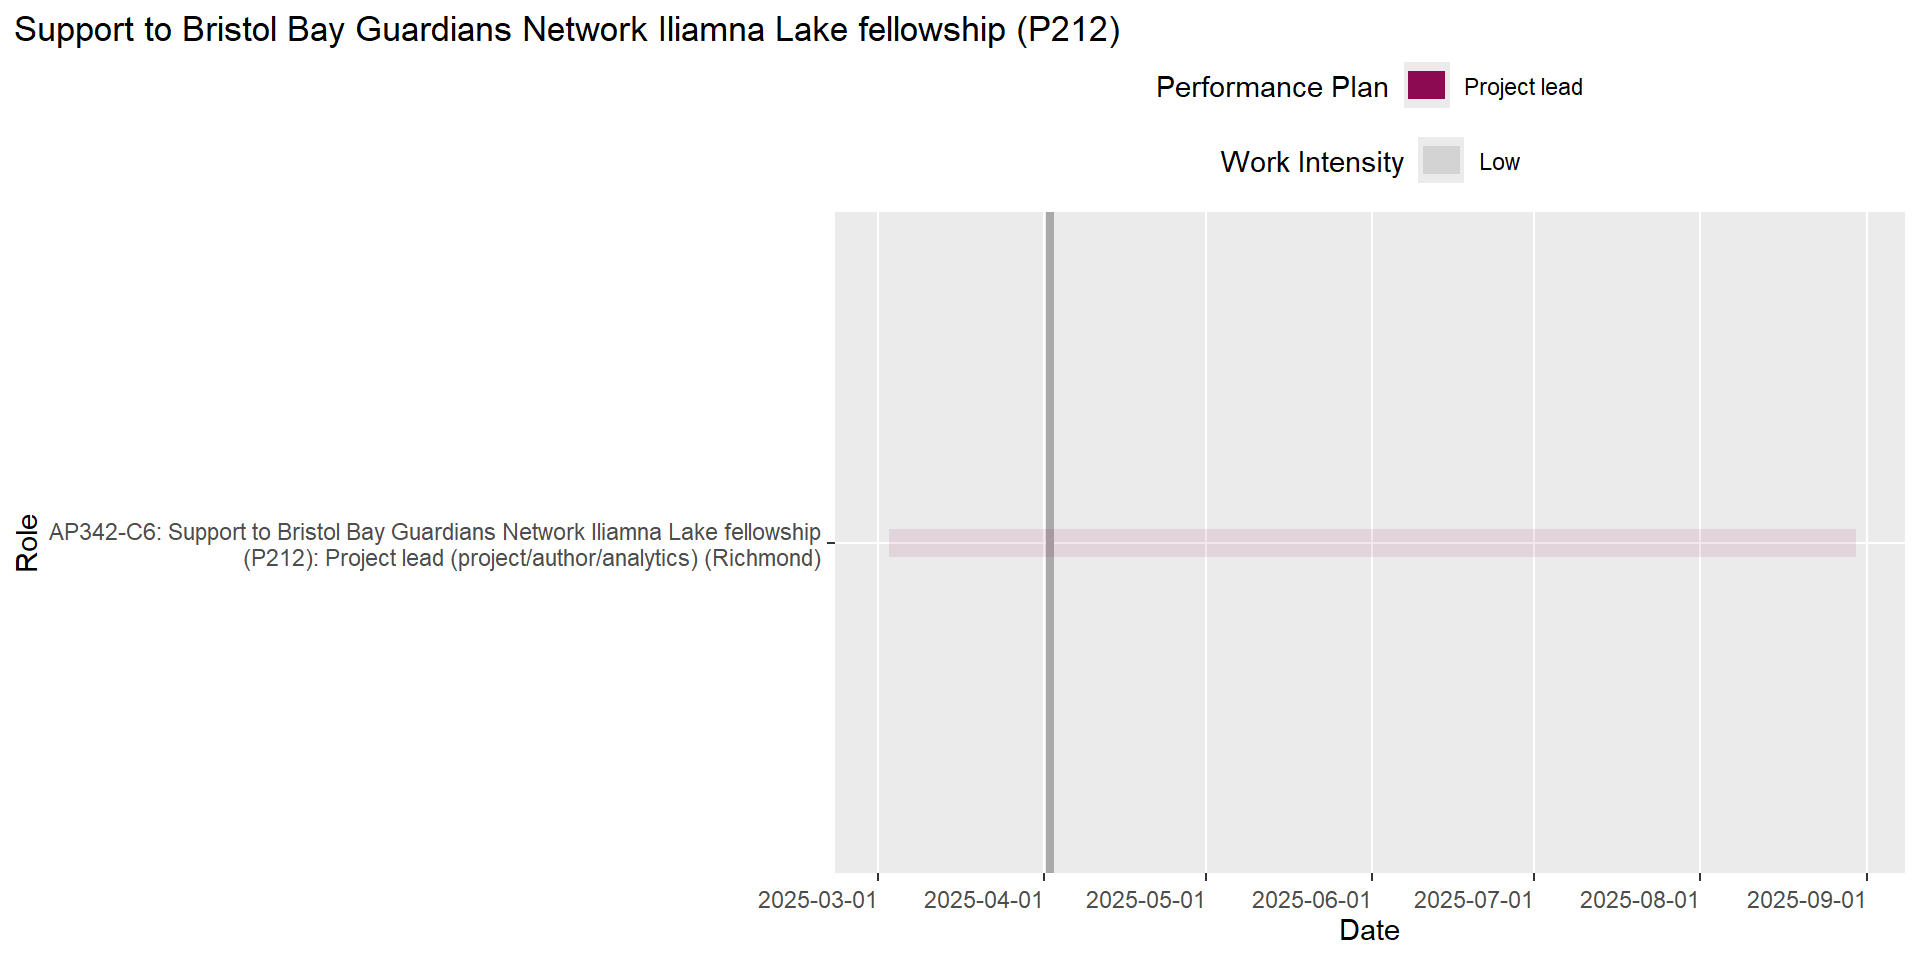 Support to Bristol Bay Guardians Network Iliamna Lake fellowship (P212)
Performance Plan Project lead
Work Intensity Low
Role
AP342-C6: Support to Bristol Bay Guardians Network Iliamna Lake fellowship
(P212): Project lead (project/author/analytics) (Richmond)
2025-03-01 2025-04-01 2025-05-01 2025-06-01 2025-07-01 2025-08-01 2025-09-01
Date